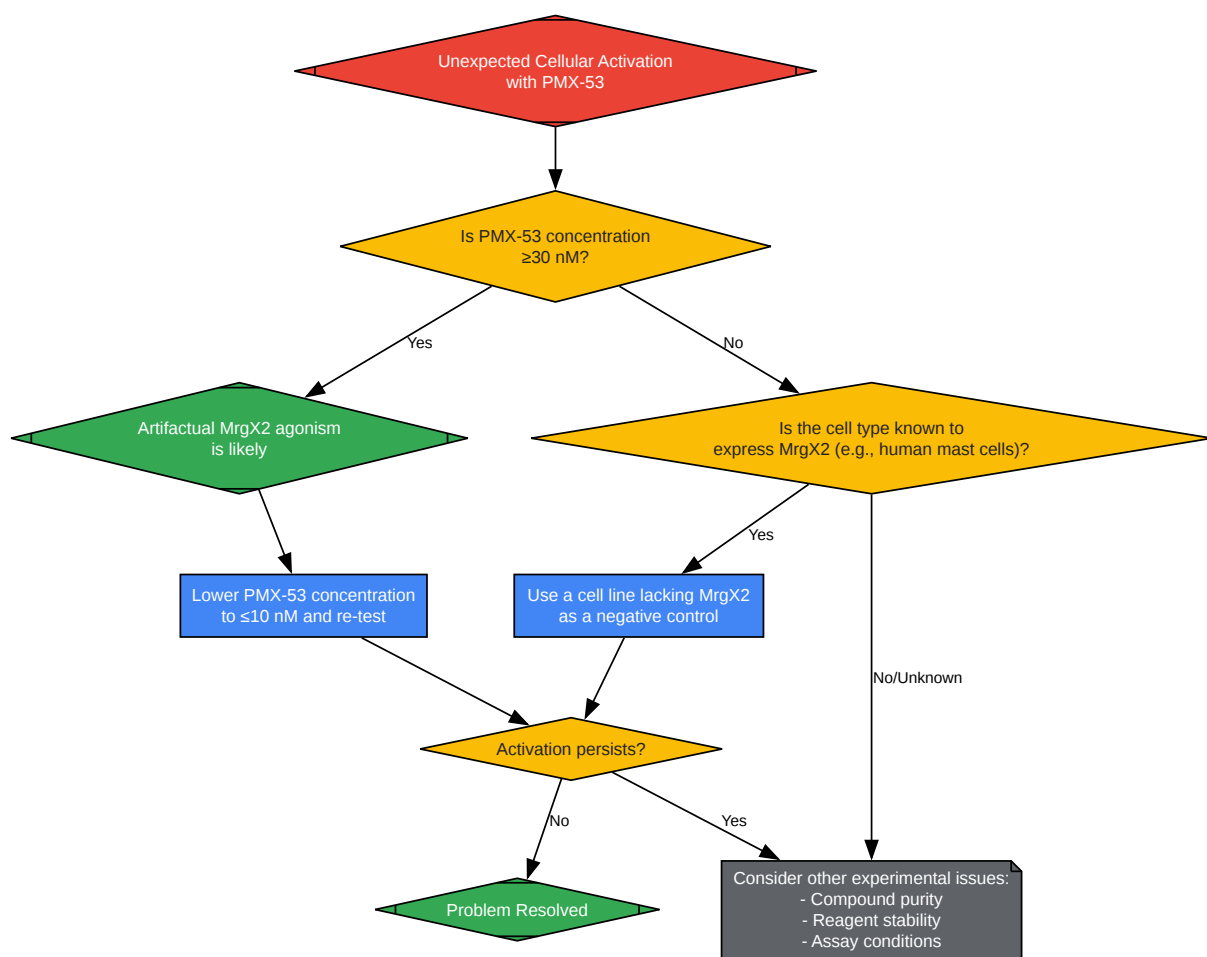 Unexpected Cellular Activation
with PMX-53
Is PMX-53 concentration
≥30 nM?
Yes
No
Artifactual MrgX2 agonism
is likely
Is the cell type known to
express MrgX2 (e.g., human mast cells)?
Yes
Lower PMX-53 concentration
to ≤10 nM and re-test
Use a cell line lacking MrgX2
as a negative control
No/Unknown
Activation persists?
No
Yes
Problem Resolved
Consider other experimental issues:
- Compound purity
- Reagent stability
- Assay conditions